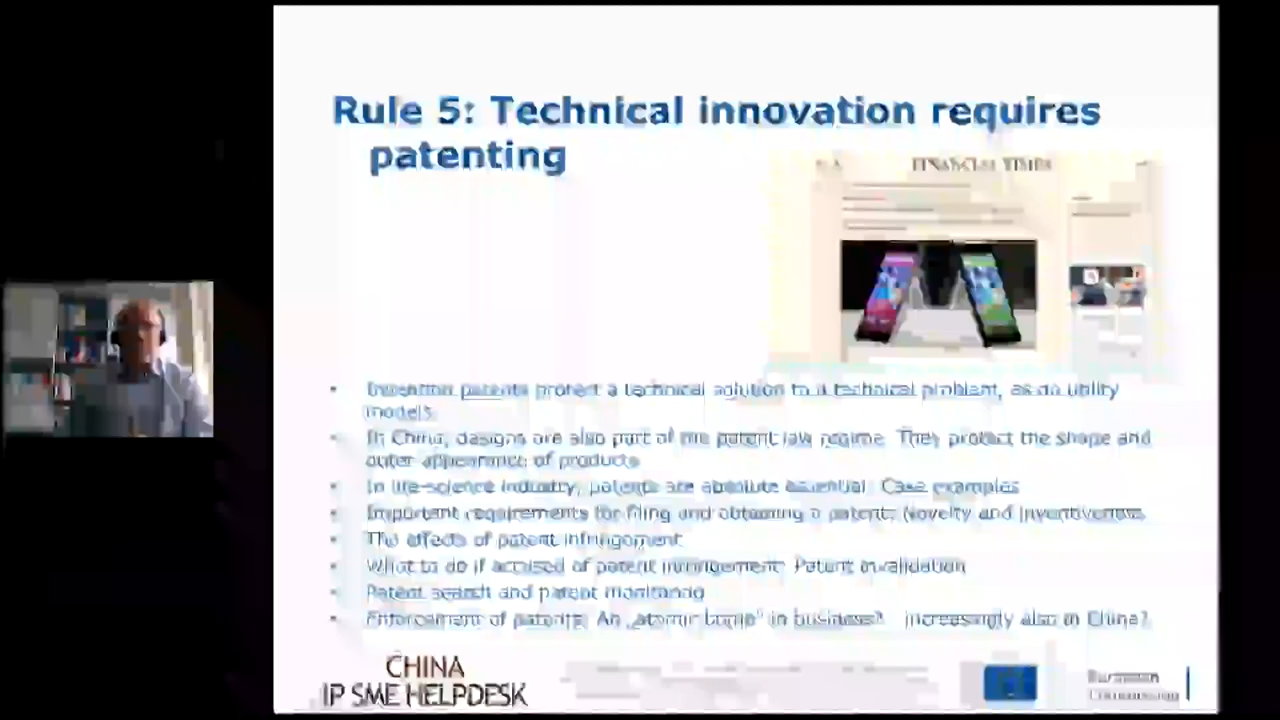 Rule 5: Technical innovation requires
patenting
FINANCIAL TIMES
Invention patents protect a technical solution to a technical problem, as do utility
models.
In China, designs are also part of the patent law regime. They protect the shape and
outer appearance of products
In life-science industry, patents are absolute essential. Case examples
Important requirements for filing and obtaining a patent: Novelty and Inventiveness
The effects of patent infringement
What to do if accused of patent infringement: Patent invalidation
Patent search and patent monitoring
Enforcement of patents: An „atomic bomb" in business? increasingly also in China?
CHINA
IP SME HELPDESK
European
Commission